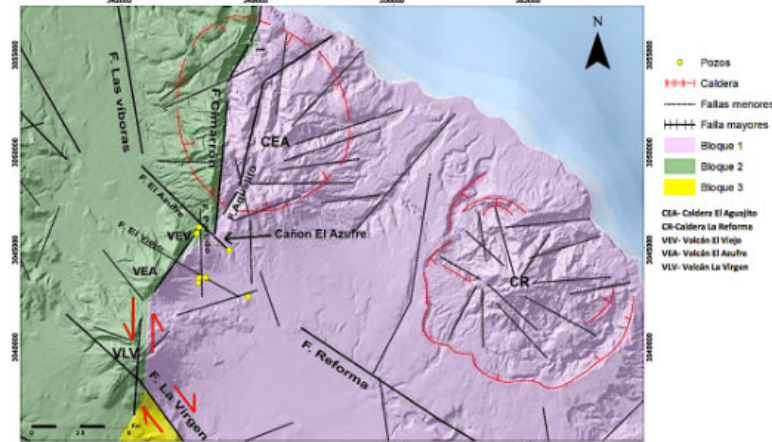 N
F. Las viboras
F. Cimarron
CEA
F. El Azufre
F. Aguajito
F. El Viejo
VEV
Cañon El Azufre
VEA
CR
VLV
F. Reforma
F. La Virgen
Pozos
Caldera
Fallas menores
Falla mayores
Bloque 1
Bloque 2
Bloque 3
CEA- Caldera El Aguajito
CR-Caldera La Reforma
VEV- Volcán El Viejo
VEA- Volcán El Azufre
VLV- Volcán La Virgen